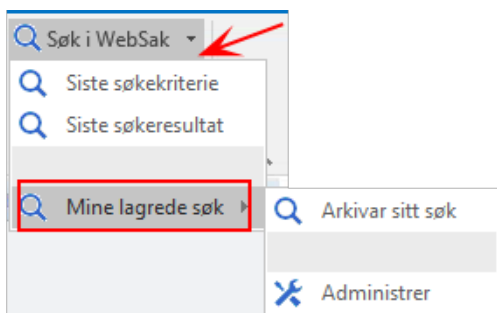 Søk i WebSak
Siste søkekriterie
Siste søkeresultat
Mine lagrede søk
Arkivar sitt søk
Administrer